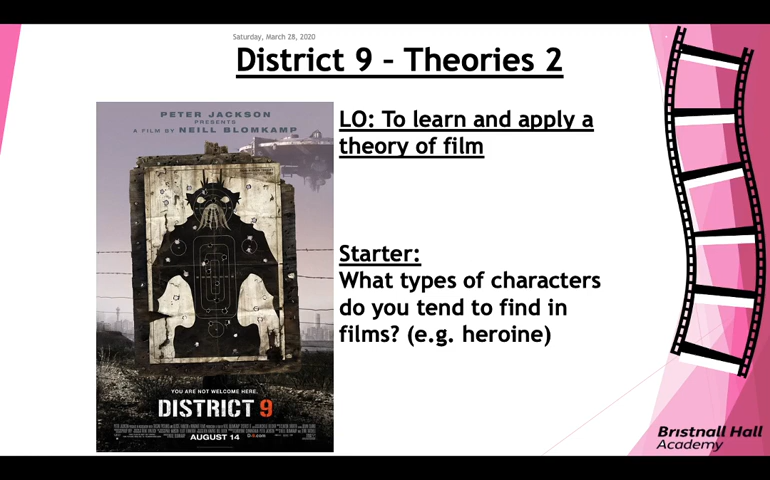 Saturday, March 28, 2020
District 9 – Theories 2
PETER JACKSON
PRESENTS
A FILM BY NEILL BLOMKAMP
YOU ARE NOT WELCOME HERE.
DISTRICT 9
AUGUST 14
LO: To learn and apply a
theory of film
Starter:
What types of characters
do you tend to find in
films? (e.g. heroine)
Bristnall Hall
Academy